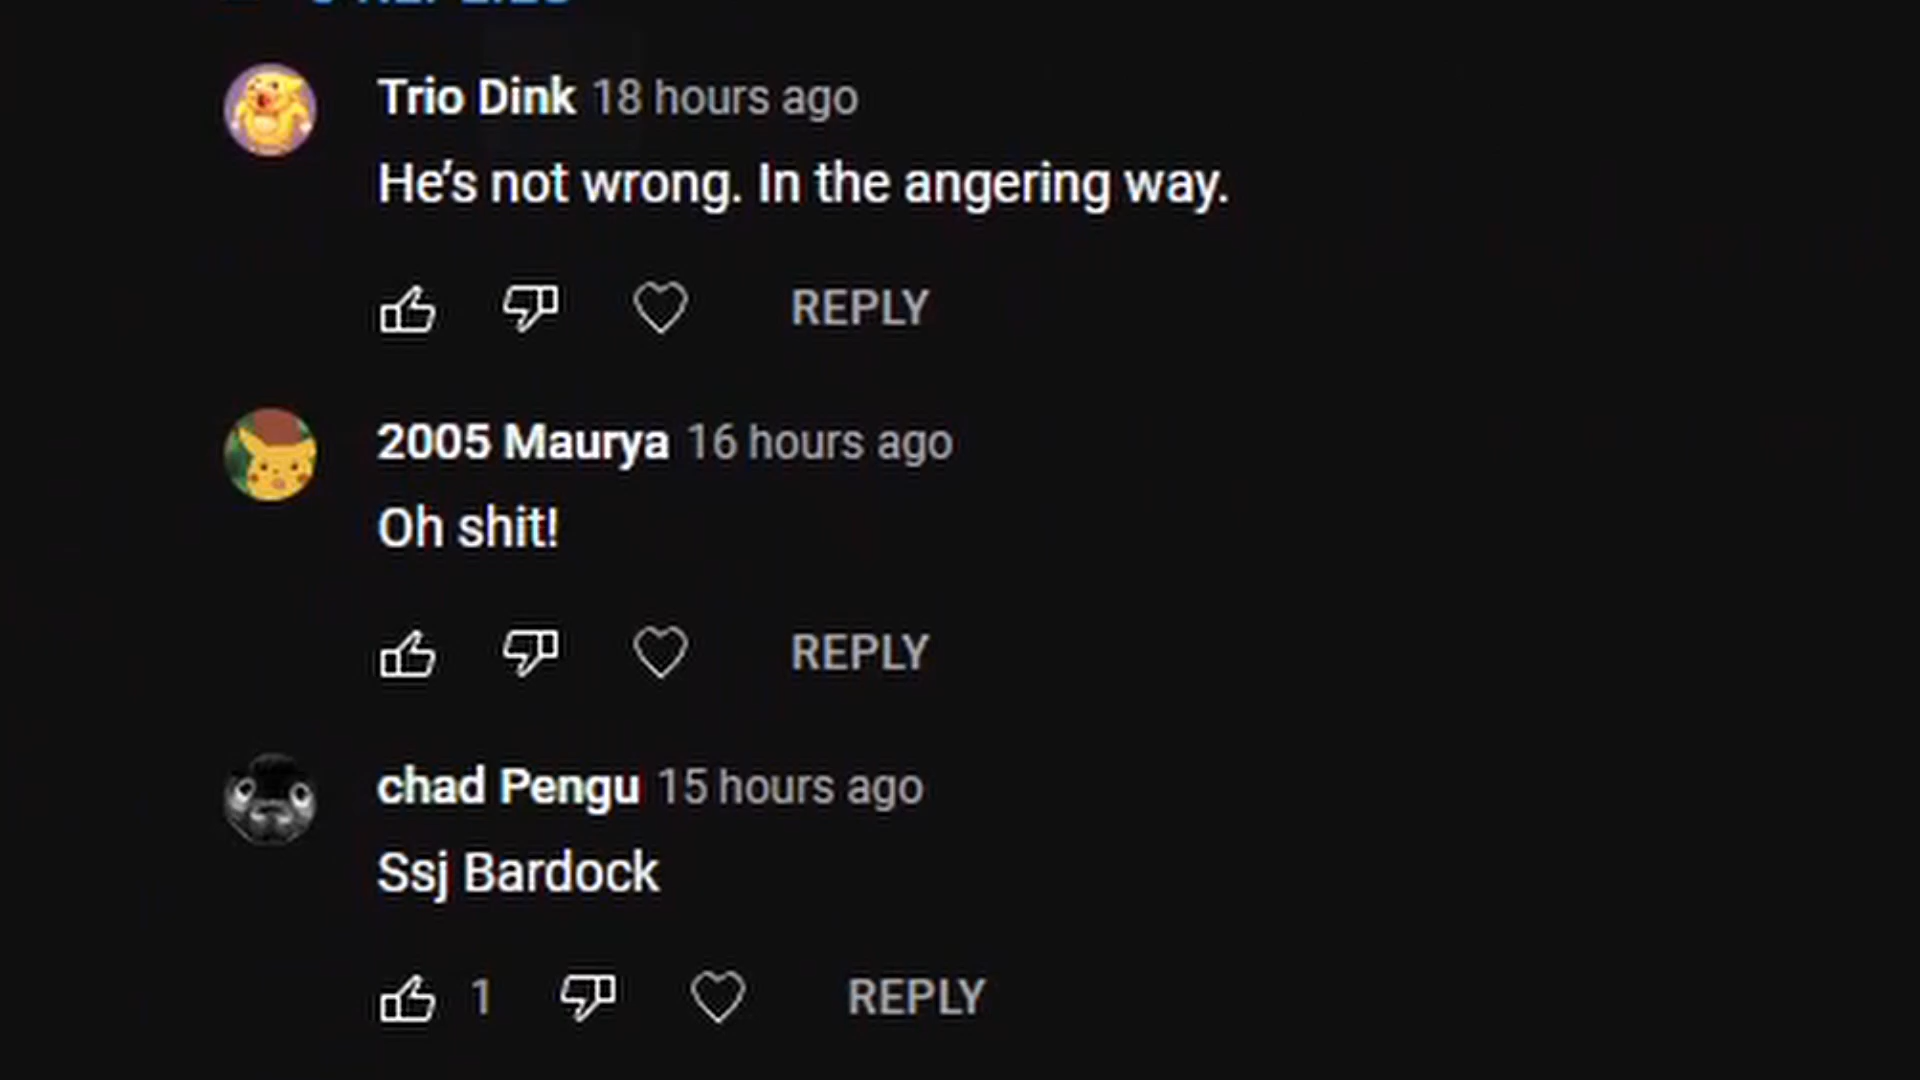 Trio Dink 18 hours ago
He's not wrong. In the angering way.
REPLY
2005 Maurya 16 hours ago
Oh shit!
REPLY
chad Pengu 15 hours ago
Ssj Bardock
1 REPLY